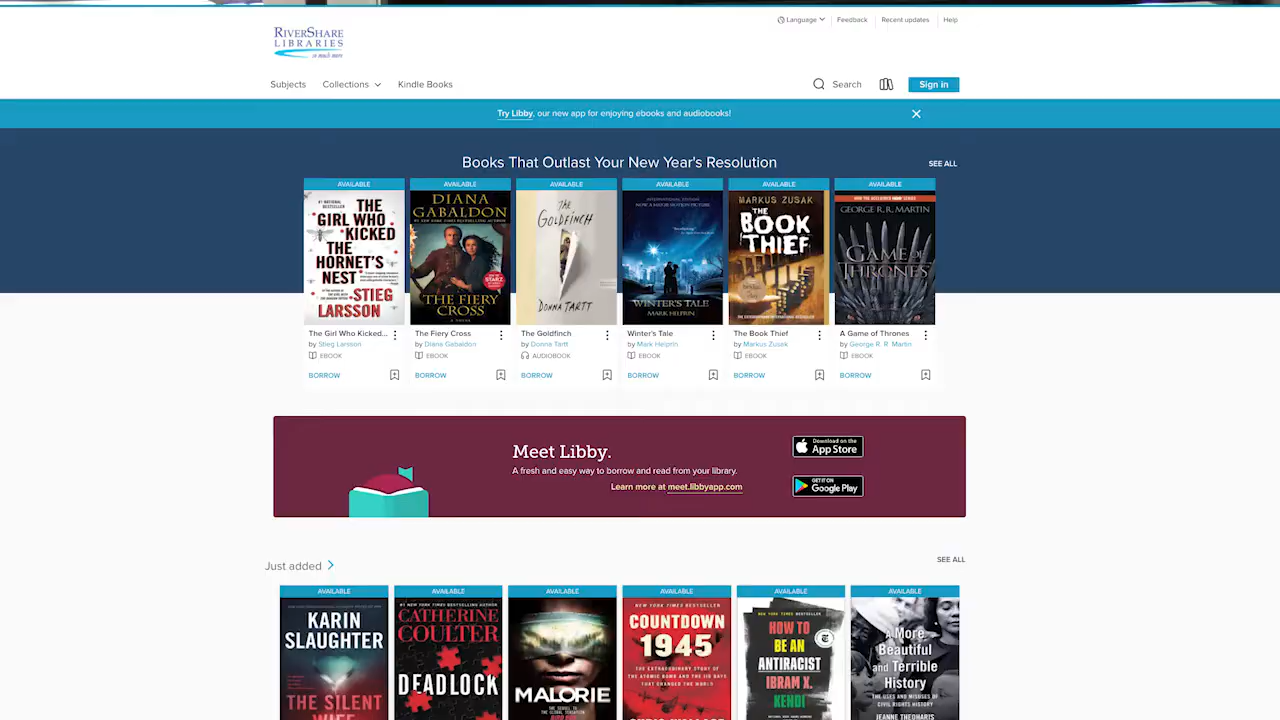 Language
Feedback
Recent updates
Help
RIVERSHARE
LIBRARIES
so much more
Subjects
Collections
Kindle Books
Search
Sign in
Try Libby, our new app for enjoying ebooks and audiobooks!
Books That Outlast Your New Year's Resolution
SEE ALL
AVAILABLE
AVAILABLE
AVAILABLE
AVAILABLE
AVAILABLE
AVAILABLE
#1 NATIONAL BESTSELLER
THE
GIRL WHO
KICKED
THE
HORNET'S
NEST
STIEG
LARSSON
DIANA
GABALDON
#1 NEW YORK TIMES BESTSELLING AUTHOR
THE FIERY
CROSS
A NOVEL
THE
GOLDFINCH
DONNA TARTT
INTERNATIONAL EDITION
NOW A MAJOR MOTION PICTURE
WINTER'S TALE
MARK HELPRIN
MARKUS ZUSAK
THE
BOOK
THIEF
THE EXTRAORDINARY INTERNATIONAL BESTSELLER
GEORGE R.R. MARTIN
GAME OF
THRONES
The Girl Who Kicked...
by Stieg Larsson
EBOOK
BORROW
The Fiery Cross
by Diana Gabaldon
EBOOK
BORROW
The Goldfinch
by Donna Tartt
AUDIOBOOK
BORROW
Winter's Tale
by Mark Helprin
EBOOK
BORROW
The Book Thief
by Markus Zusak
EBOOK
BORROW
A Game of Thrones
by George R. R. Martin
EBOOK
BORROW
Meet Libby.
A fresh and easy way to borrow and read from your library.
Learn more at meet.libbyapp.com
Download on the
App Store
GET IT ON
Google Play
Just added
SEE ALL
AVAILABLE
AVAILABLE
AVAILABLE
AVAILABLE
AVAILABLE
AVAILABLE
KARIN
SLAUGHTER
THE SILENT
WIFE
#1 NEW YORK TIMES BESTSELLING AUTHOR
CATHERINE
COULTER
DEADLOCK
MALORIE
THE SEQUEL TO
THE GLOBAL SENSATION
BIRD BOX
NEW YORK TIMES BESTSELLER
COUNTDOWN
1945
THE EXTRAORDINARY STORY OF
THE ATOMIC BOMB AND THE 116 DAYS
THAT CHANGED THE WORLD
CHRIS WALLACE
NEW YORK TIMES BESTSELLER
HOW TO
BE AN
ANTIRACIST
IBRAM X.
KENDI
A More
Beautiful
and Terrible
History
THE USES AND MISUSES OF
CIVIL RIGHTS HISTORY
JEANNE THEOHARIS